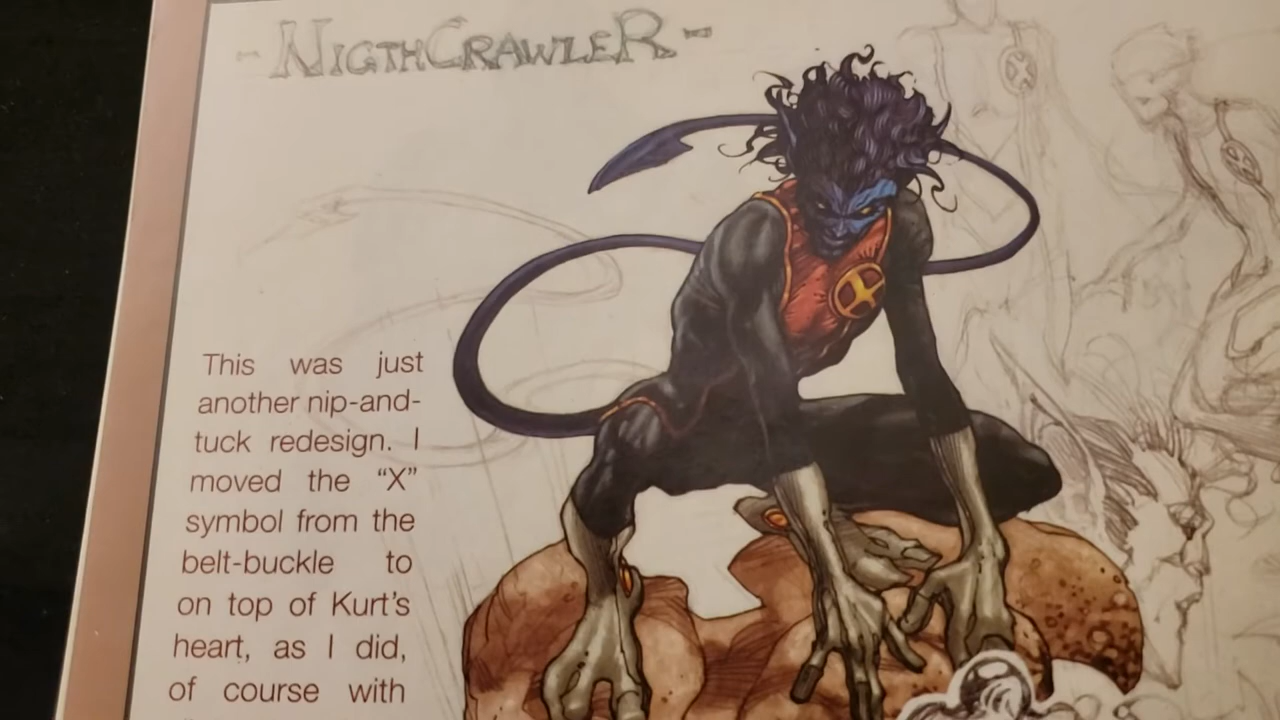 - NIGTHCRAWLER -
This was just
another nip-and-
tuck redesign. I
moved the “X”
symbol from the
belt-buckle to
on top of Kurt’s
heart, as I did,
of course with